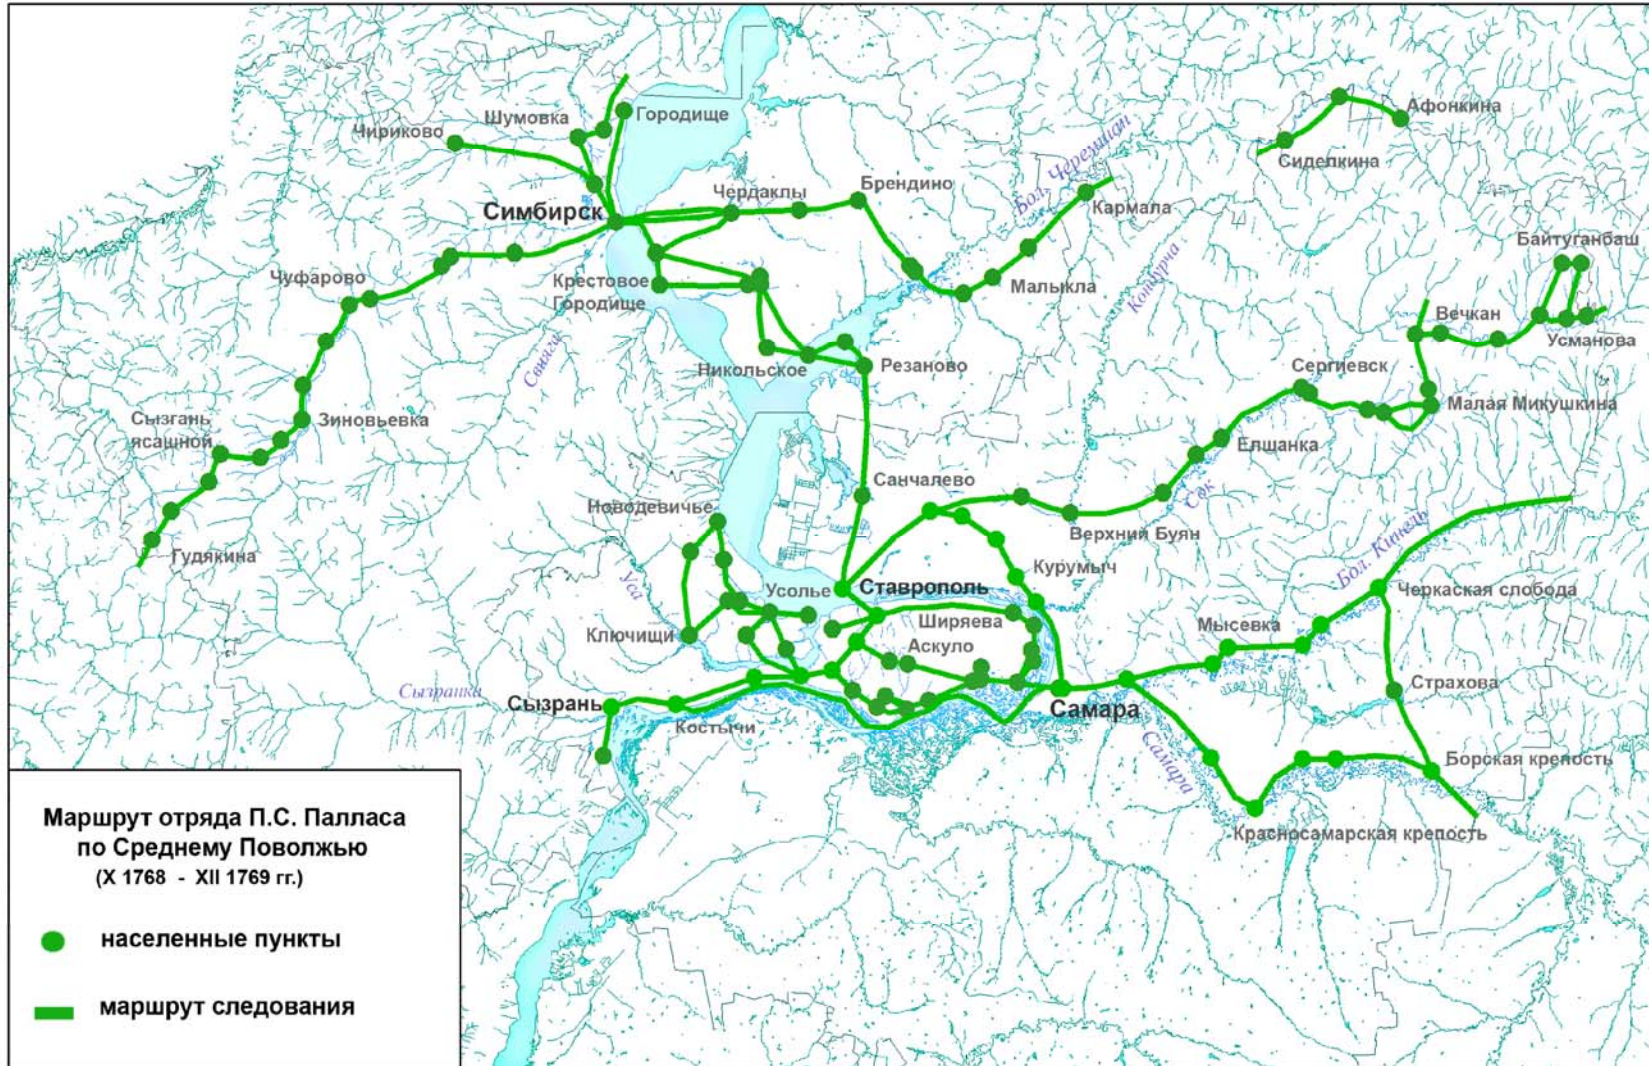 Городище
Шумовка
Чириково
Афонкина
Сиделкина
Бол. Черемшан
Чердаклы
Брендино
Кармала
Симбирск
Байтуганбаш
Кондурча
Чуфарово
Крестовое
Городище
Малыкла
Вечкан
Усманова
Свияга
Никольское
Резаново
Сергиевск
Малая Микушкина
Сызгань
ясашной
Зиновьевка
Елшанка
Санчалево
Сок
Новодевичье
Верхний Буян
Гудякина
Бол. Кинель
Курумыч
Уса
Усолье
Ставрополь
Черкаская слобода
Ширяева
Ключищи
Мысевка
Аскуло
Сызранка
Страхова
Сызрань
Самара
Костычи
Самара
Борская крепость
Красносамарская крепость
Маршрут отряда П.С. Палласа
по Среднему Поволжью
(X 1768 - XII 1769 гг.)
населенные пункты
маршрут следования